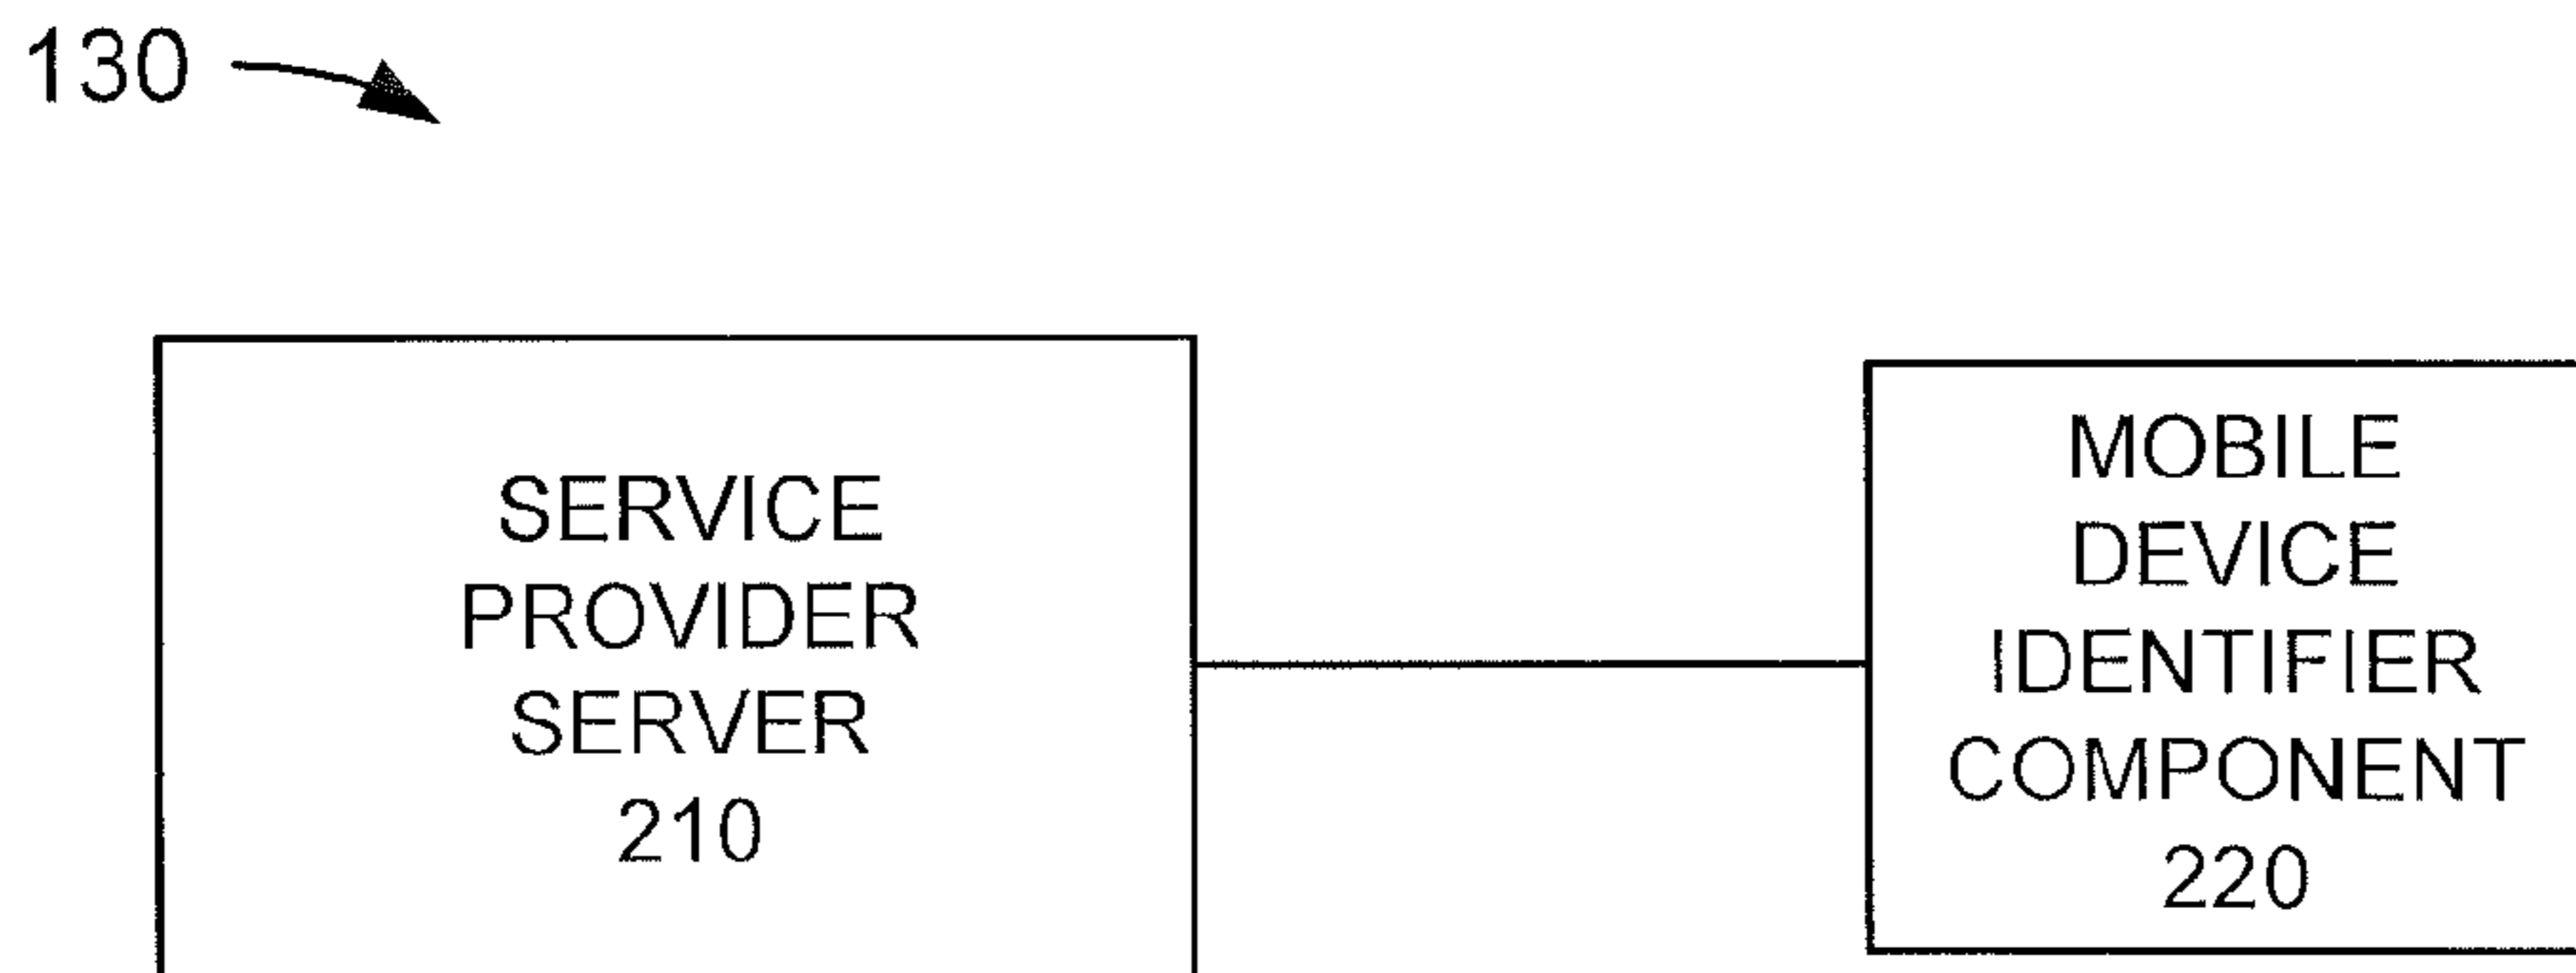 130
SERVICE
PROVIDER
SERVER
210
MOBILE
DEVICE
IDENTIFIER
COMPONENT
220